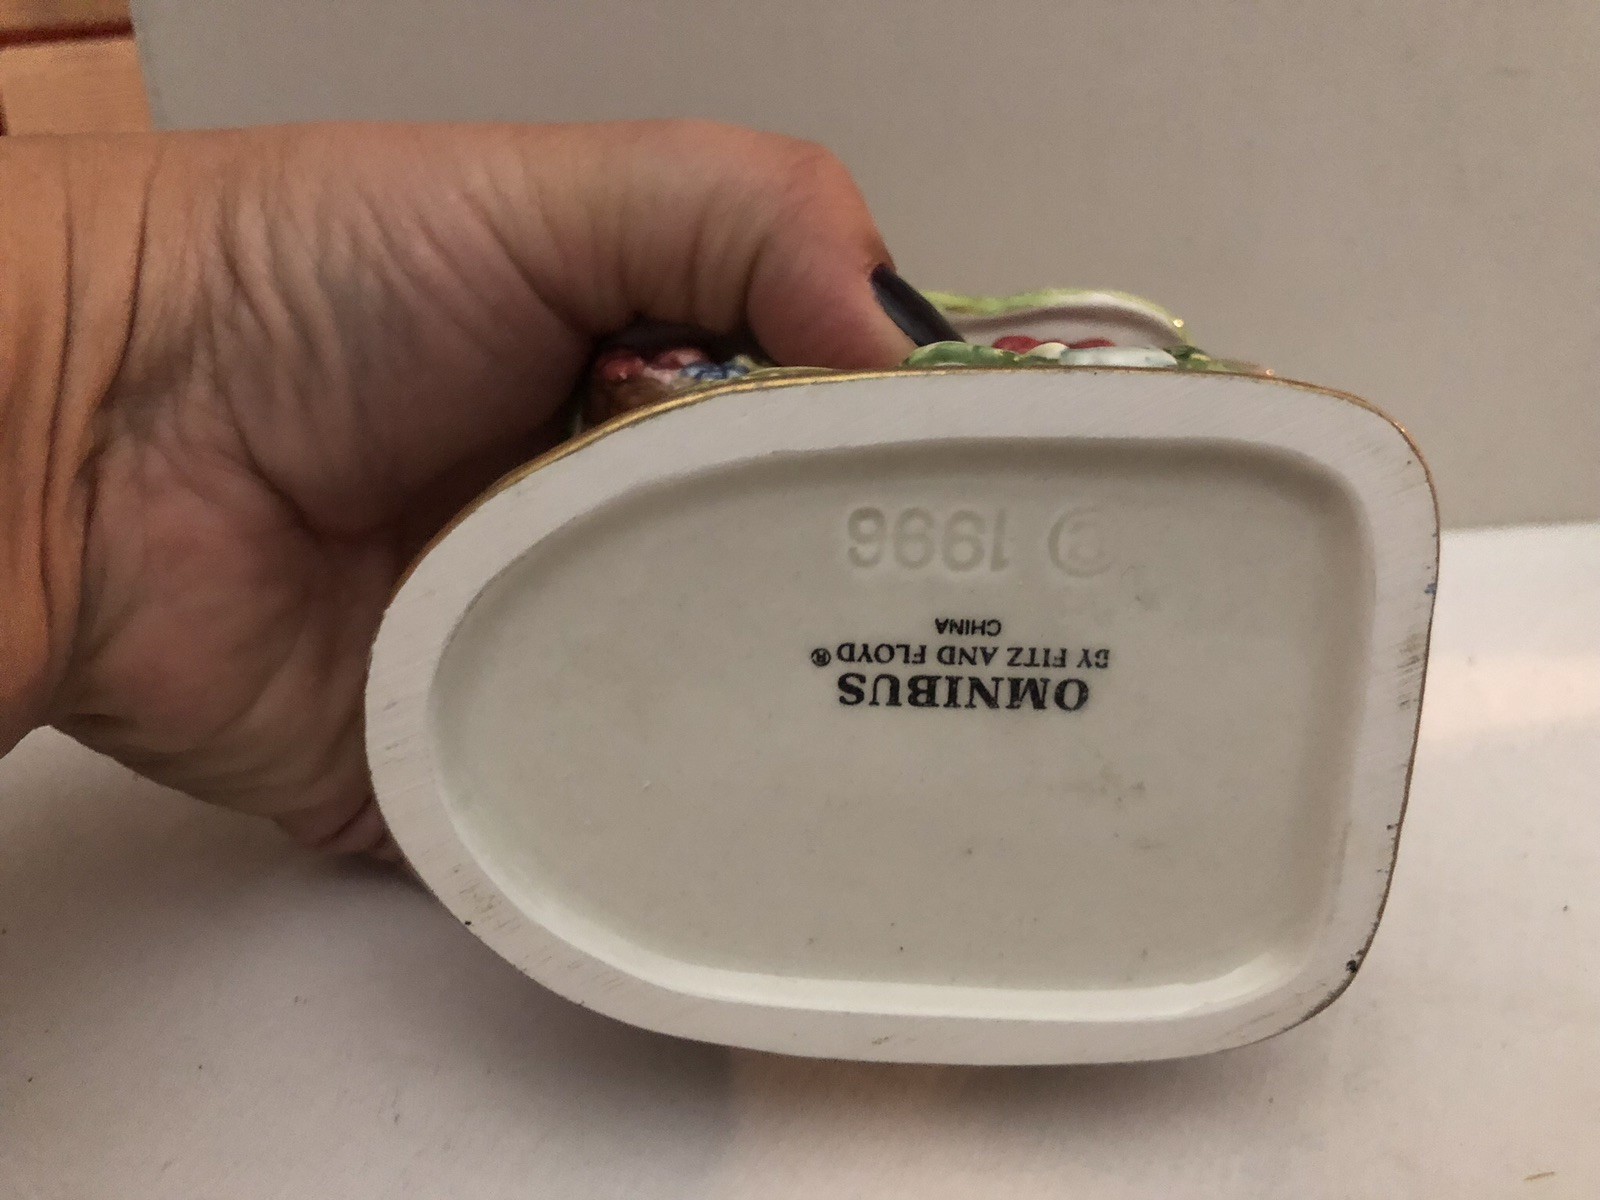 OMNIBUS
BY FITZ AND FLOYD®
CHINA
© 1996